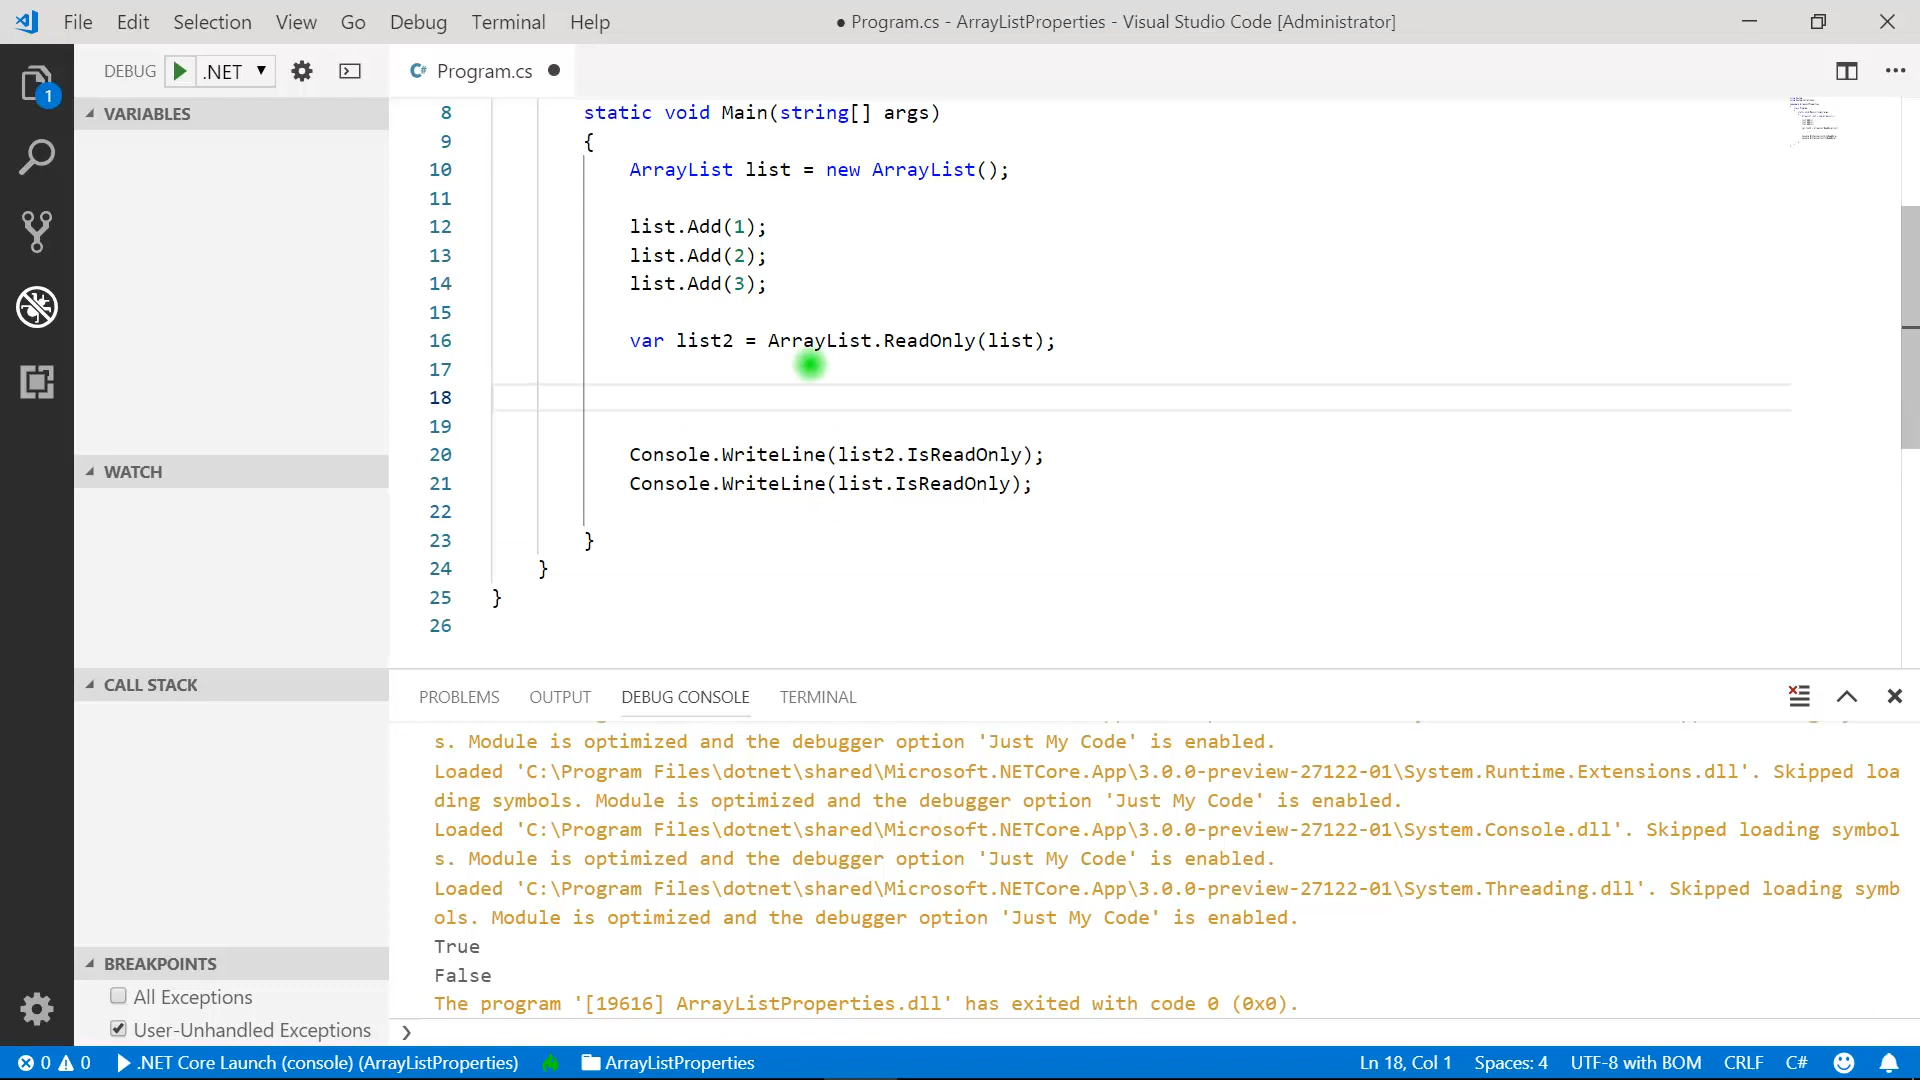 File Edit Selection View Go Debug Terminal Help ● Program.cs - ArrayListProperties - Visual Studio Code [Administrator]
DEBUG .NET
C# Program.cs
1
VARIABLES
WATCH
CALL STACK
BREAKPOINTS
All Exceptions
User-Unhandled Exceptions
8 static void Main(string[] args)
9 {
10 ArrayList list = new ArrayList();
11
12 list.Add(1);
13 list.Add(2);
14 list.Add(3);
15
16 var list2 = ArrayList.ReadOnly(list);
17
18
19
20 Console.WriteLine(list2.IsReadOnly);
21 Console.WriteLine(list.IsReadOnly);
22
23 }
24 }
25 }
26
PROBLEMS OUTPUT DEBUG CONSOLE TERMINAL
s. Module is optimized and the debugger option 'Just My Code' is enabled.
Loaded 'C:\Program Files\dotnet\shared\Microsoft.NETCore.App\3.0.0-preview-27122-01\System.Runtime.Extensions.dll'. Skipped loa
ding symbols. Module is optimized and the debugger option 'Just My Code' is enabled.
Loaded 'C:\Program Files\dotnet\shared\Microsoft.NETCore.App\3.0.0-preview-27122-01\System.Console.dll'. Skipped loading symbol
s. Module is optimized and the debugger option 'Just My Code' is enabled.
Loaded 'C:\Program Files\dotnet\shared\Microsoft.NETCore.App\3.0.0-preview-27122-01\System.Threading.dll'. Skipped loading symb
ols. Module is optimized and the debugger option 'Just My Code' is enabled.
True
False
The program '[19616] ArrayListProperties.dll' has exited with code 0 (0x0).
0 0 .NET Core Launch (console) (ArrayListProperties) ArrayListProperties Ln 18, Col 1 Spaces: 4 UTF-8 with BOM CRLF C#